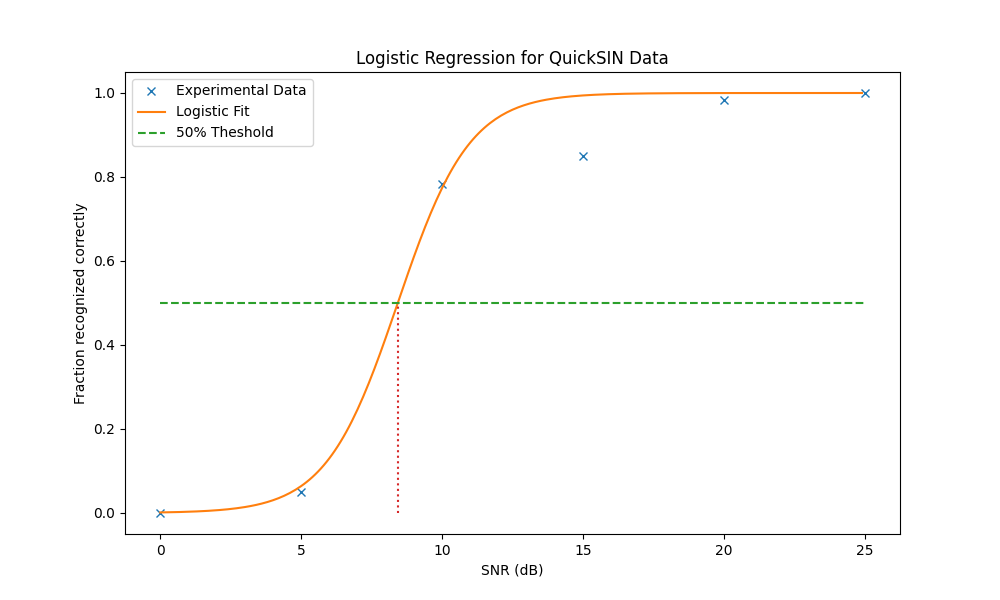 Logistic Regression for QuickSIN Data
Experimental Data
Logistic Fit
50% Theshold
Fraction recognized correctly
1.0
0.8
0.6
0.4
0.2
0.0
0 5 10 15 20 25
SNR (dB)